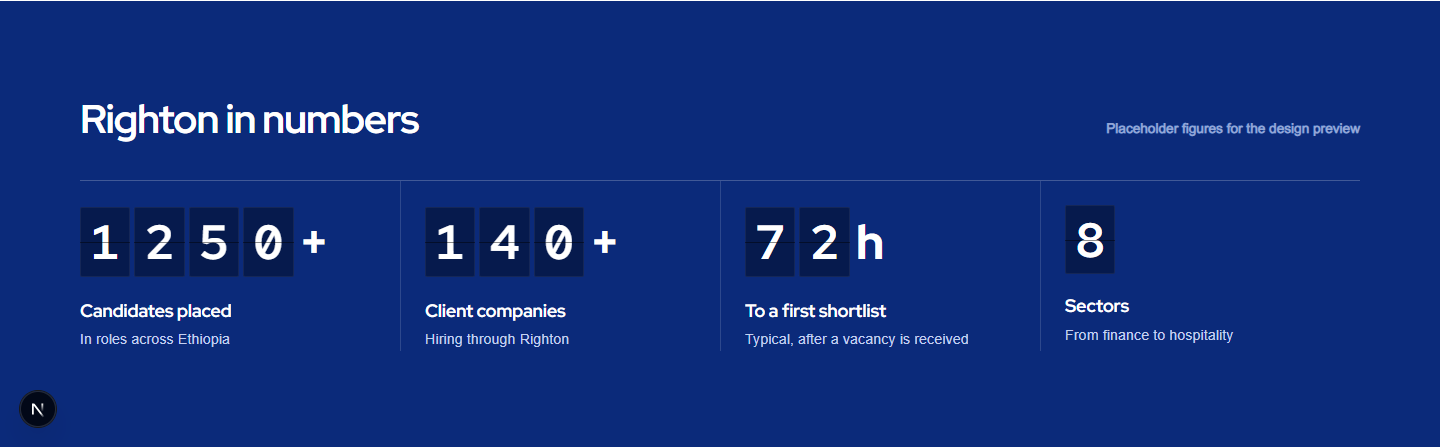 Righton in numbers
Placeholder figures for the design preview
1250+
Candidates placed
In roles across Ethiopia
140+
Client companies
Hiring through Righton
72h
To a first shortlist
Typical, after a vacancy is received
8
Sectors
From finance to hospitality
N